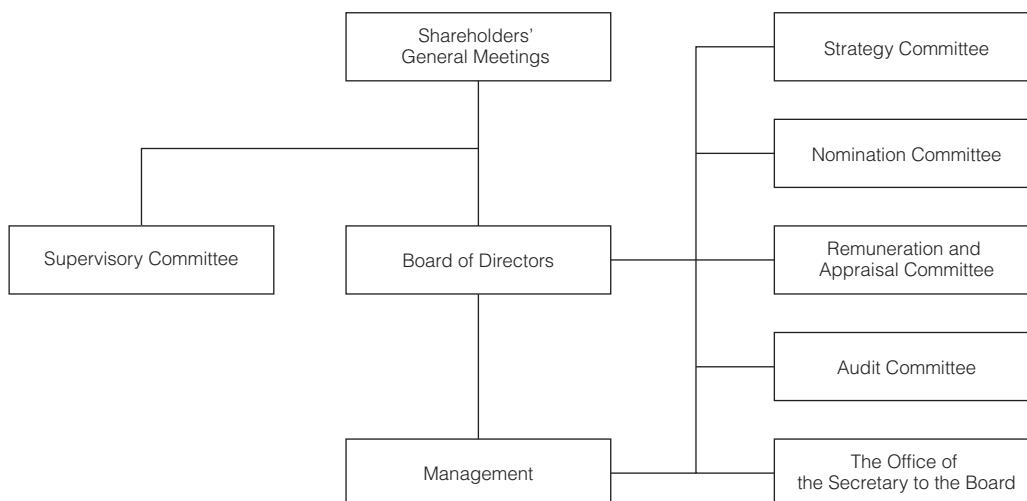 Shareholders’
General Meetings
Strategy Committee
Nomination Committee
Supervisory Committee
Board of Directors
Remuneration and
Appraisal Committee
Audit Committee
Management
The Office of
the Secretary to the Board